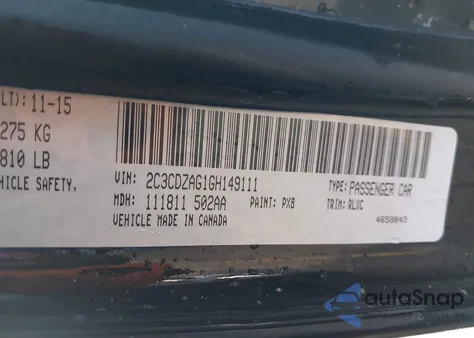 LT): 11-15
275 KG
810 LB
HICLE SAFETY,
VIN: 2C3CDZAG1GH149111
TYPE: PASSENGER CAR
MDH: 111811 502AA
PAINT: PX8
TRIM: RLXC
VEHICLE MADE IN CANADA
4658843
autoSnap